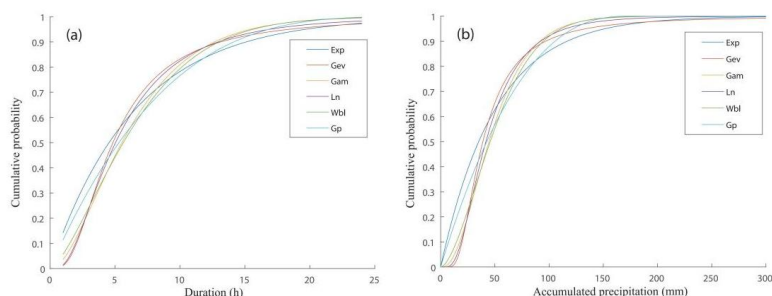 (a)
Cumulative probability
1
0.9
0.8
0.7
0.6
0.5
0.4
0.3
0.2
0.1
0
Exp
Gev
Gam
Ln
Wbl
Gp
0 5 10 15 20 25
Duration (h)
(b)
Cumulative probability
1
0.9
0.8
0.7
0.6
0.5
0.4
0.3
0.2
0.1
0
Exp
Gev
Gam
Ln
Wbl
Gp
0 50 100 150 200 250 300
Accumulated precipitation (mm)